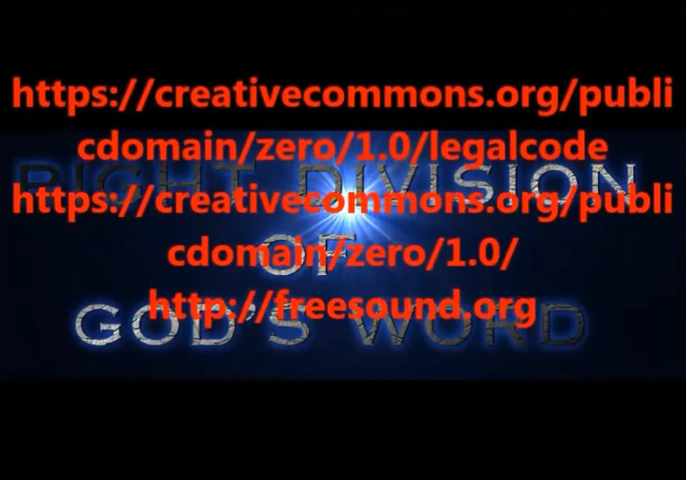 https://creativecommons.org/publi
cdomain/zero/1.0/legalcode
RIGHT DIVISION
https://creativecommons.org/publi
cdomain/zero/1.0/
OF
http://freesound.org
GOD'S WORD